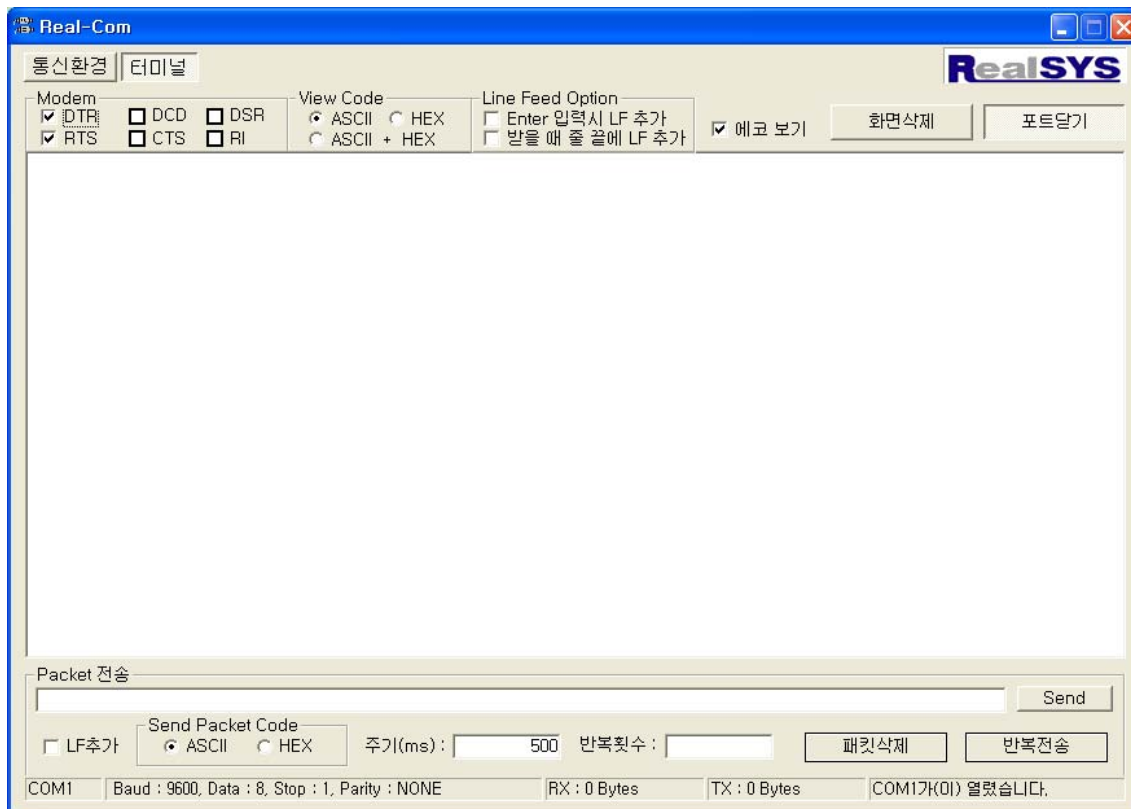 Real-Com
통신환경 터미널
RealSYS
Modem View Code Line Feed Option
DTR DCD DSR ASCII HEX Enter 입력시 LF 추가
RTS CTS RI ASCII + HEX 받을 때 줄 끝에 LF 추가
에코 보기 화면삭제 포트닫기
Packet 전송
Send
Send Packet Code
LF추가 ASCII HEX 주기(ms) : 500 반복횟수 : 패킷삭제 반복전송
COM1 Baud : 9600, Data : 8, Stop : 1, Parity : NONE RX : 0 Bytes TX : 0 Bytes COM1가(이) 열렸습니다.